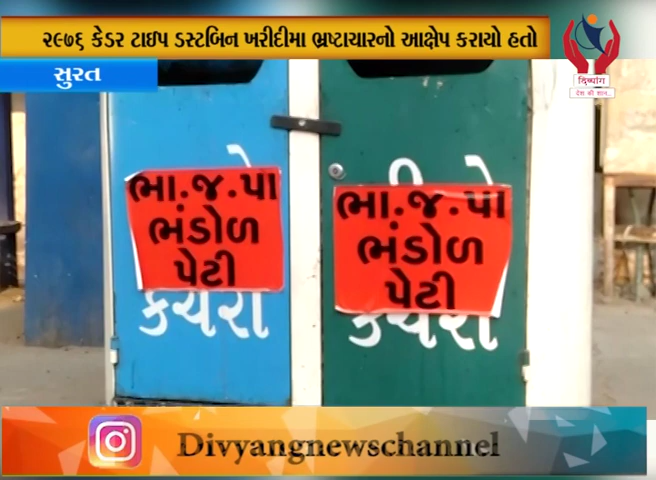 ૨૯૭૬ કેડર ટાઇપ ડસ્ટબિન ખરીદીમા ભ્રષ્ટાચારનો આક્ષેપ કરાયો હતો
સુરત
दिव्यांग
देश की शान..
ભા.જ.પા
ભંડોળ
પેટી
કચરો
ભા.જ.પા
ભંડોળ
પેટી
કચરો
Divyangnewschannel